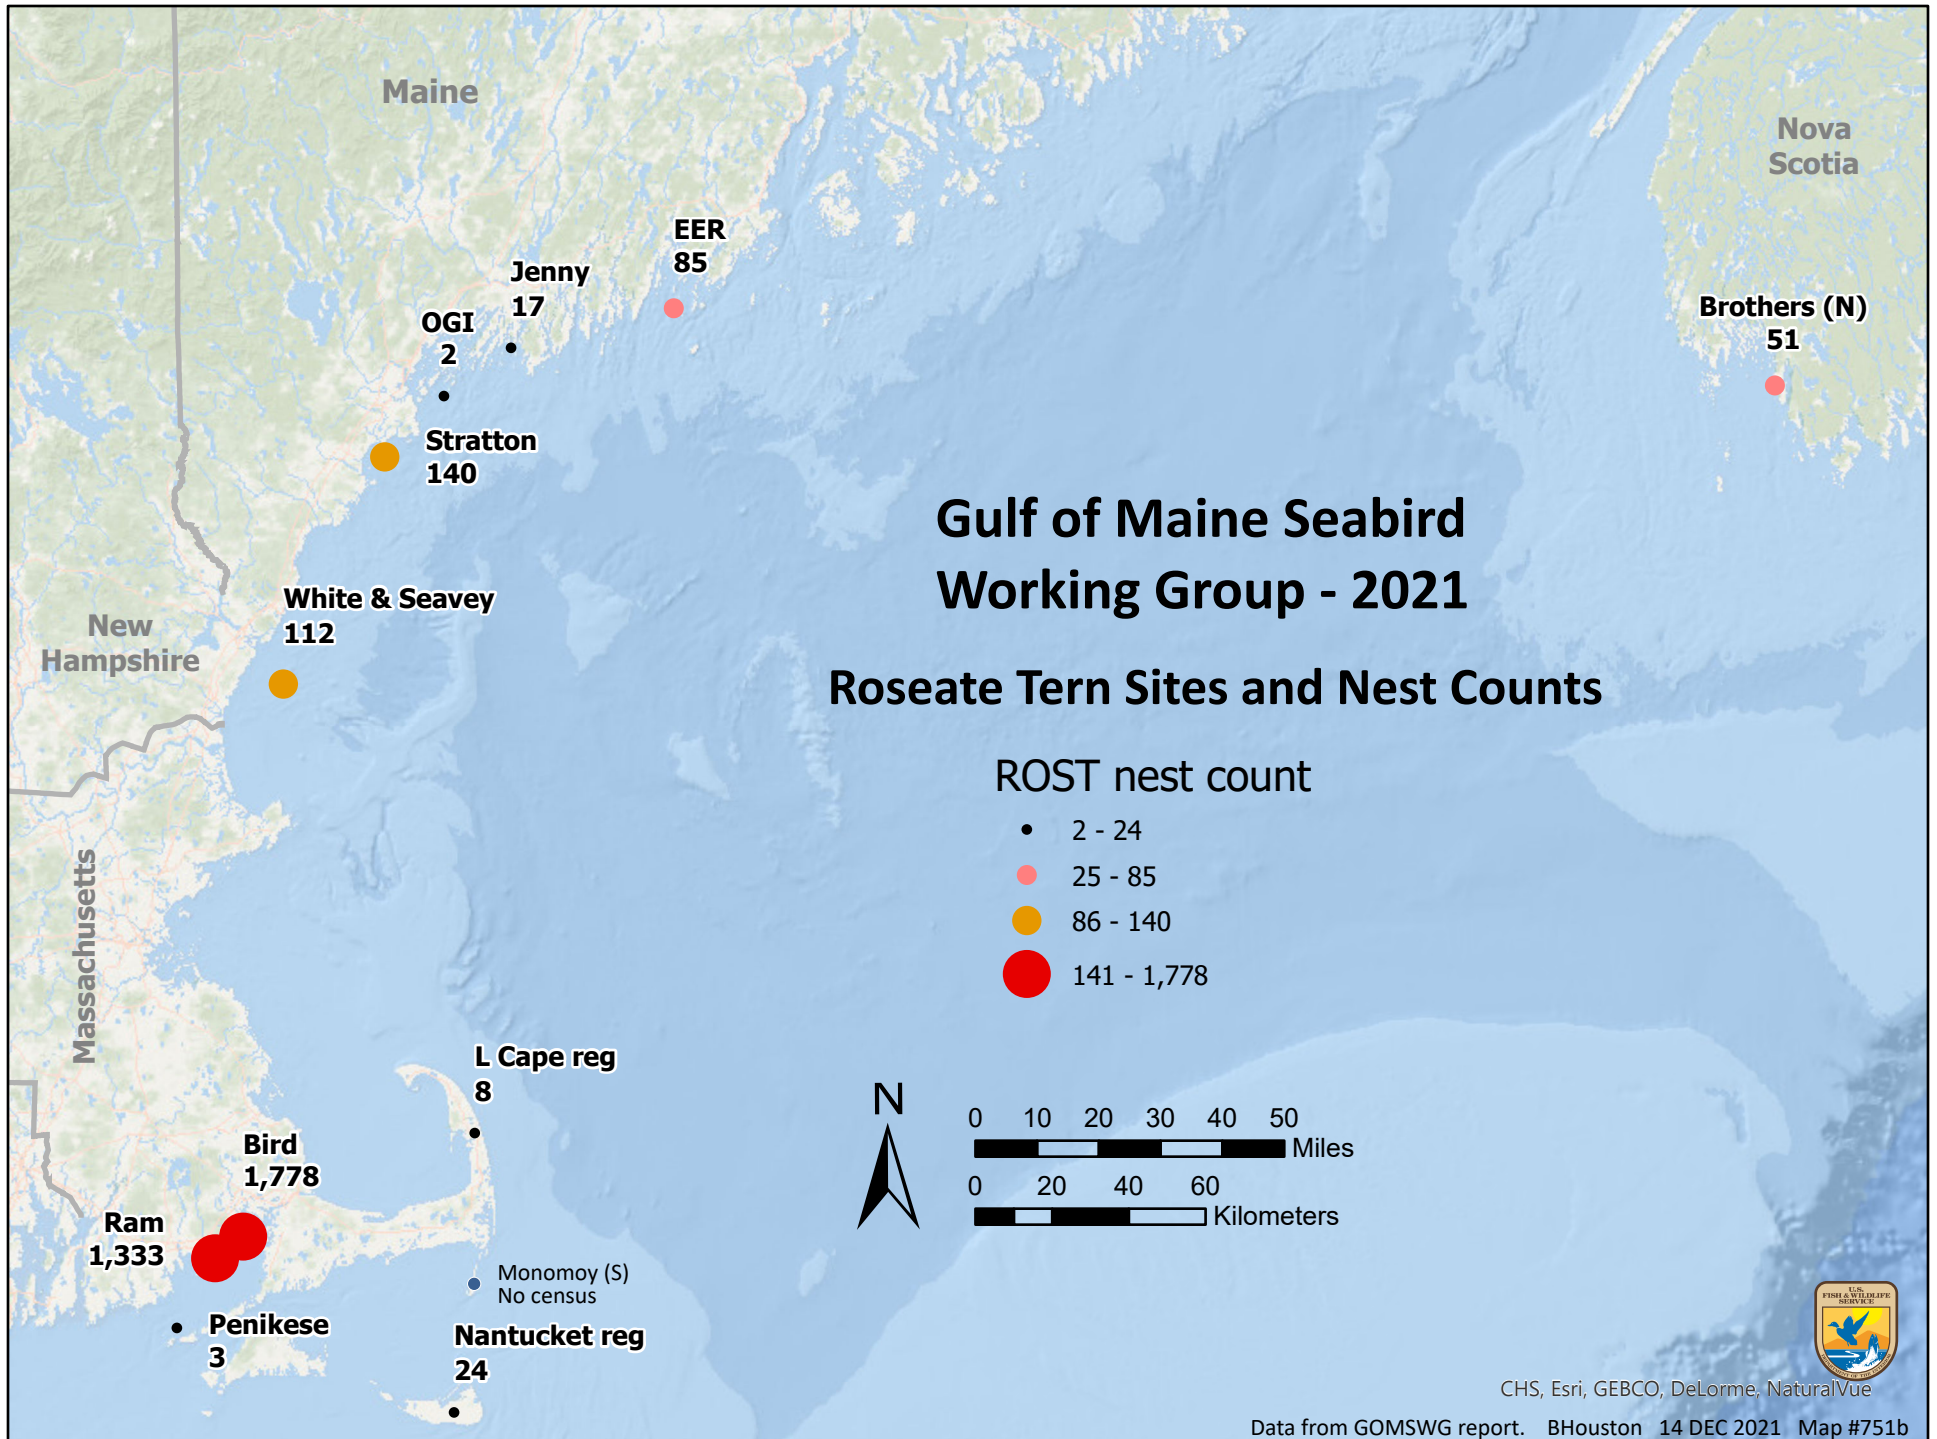 Maine
Nova
Scotia
EER
85
Jenny
17
OGI
2
Brothers (N)
51
Stratton
140
Gulf of Maine Seabird
Working Group - 2021
White & Seavey
112
New
Hampshire
Roseate Tern Sites and Nest Counts
ROST nest count
2 - 24
25 - 85
86 - 140
141 - 1,778
Massachusetts
L Cape reg
8
N
0 10 20 30 40 50
Miles
0 20 40 60
Kilometers
Bird
1,778
Ram
1,333
Monomoy (S)
No census
Penikese
3
Nantucket reg
24
U.S.
FISH & WILDLIFE
SERVICE
CHS, Esri, GEBCO, DeLorme, NaturalVue
Data from GOMSWG report. BHouston 14 DEC 2021 Map #751b